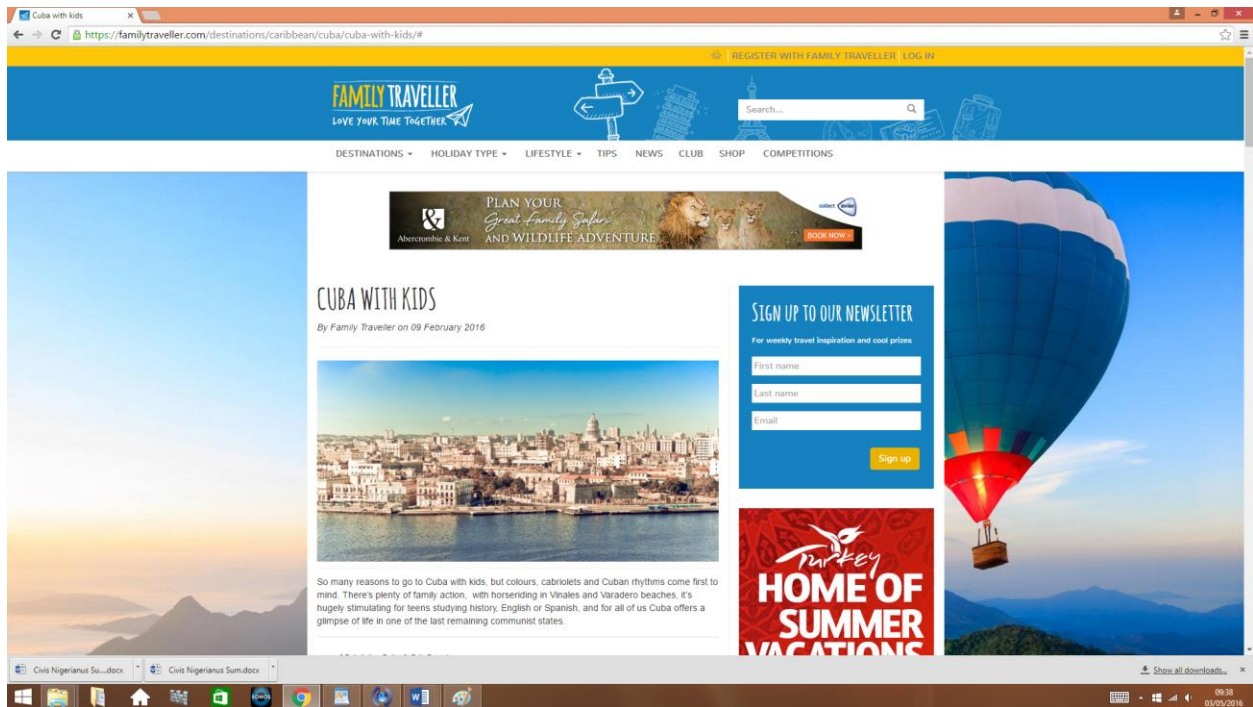 Cuba with kids
https://familytraveller.com/destinations/caribbean/cuba/cuba-with-kids/#
REGISTER WITH FAMILY TRAVELLER LOG IN
FAMILY TRAVELLER
LOVE YOUR TIME TOGETHER
Search...
DESTINATIONS HOLIDAY TYPE LIFESTYLE TIPS NEWS CLUB SHOP COMPETITIONS
&
Abercrombie & Kent
PLAN YOUR
Great Family Safari
AND WILDLIFE ADVENTURE
collect avios
BOOK NOW
CUBA WITH KIDS
By Family Traveller on 09 February 2016
So many reasons to go to Cuba with kids, but colours, cabriolets and Cuban rhythms come first to
mind. There's plenty of family action, with horseriding in Vinales and Varadero beaches, it's
hugely stimulating for teens studying history, English or Spanish, and for all of us Cuba offers a
glimpse of life in one of the last remaining communist states.
SIGN UP TO OUR NEWSLETTER
For weekly travel inspiration and cool prizes
First name
Last name
Email
Sign up
Turkey
HOME OF
SUMMER
VACATIONS
Civis Nigerianus Su....docx
Civis Nigerianus Sum.docx
Show all downloads...
SONOS
09:38
03/05/2016